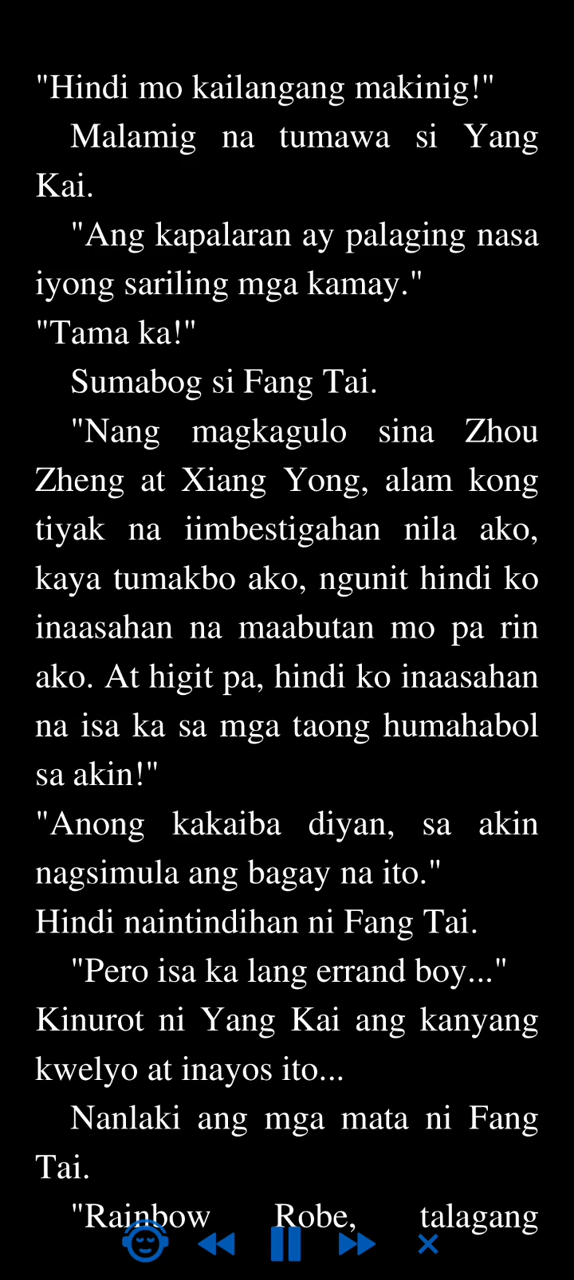 "Hindi mo kailangang makinig!"
Malamig na tumawa si Yang
Kai.
"Ang kapalaran ay palaging nasa
iyong sariling mga kamay."
"Tama ka!"
Sumabog si Fang Tai.
"Nang magkagulo sina Zhou
Zheng at Xiang Yong, alam kong
tiyak na iimbestigahan nila ako,
kaya tumakbo ako, ngunit hindi ko
inaasahan na maabutan mo pa rin
ako. At higit pa, hindi ko inaasahan
na isa ka sa mga taong humahabol
sa akin!"
"Anong kakaiba diyan, sa akin
nagsimula ang bagay na ito."
Hindi naintindihan ni Fang Tai.
"Pero isa ka lang errand boy..."
Kinurot ni Yang Kai ang kanyang
kwelyo at inayos ito...
Nanlaki ang mga mata ni Fang
Tai.
"Rainbow Robe, talagang